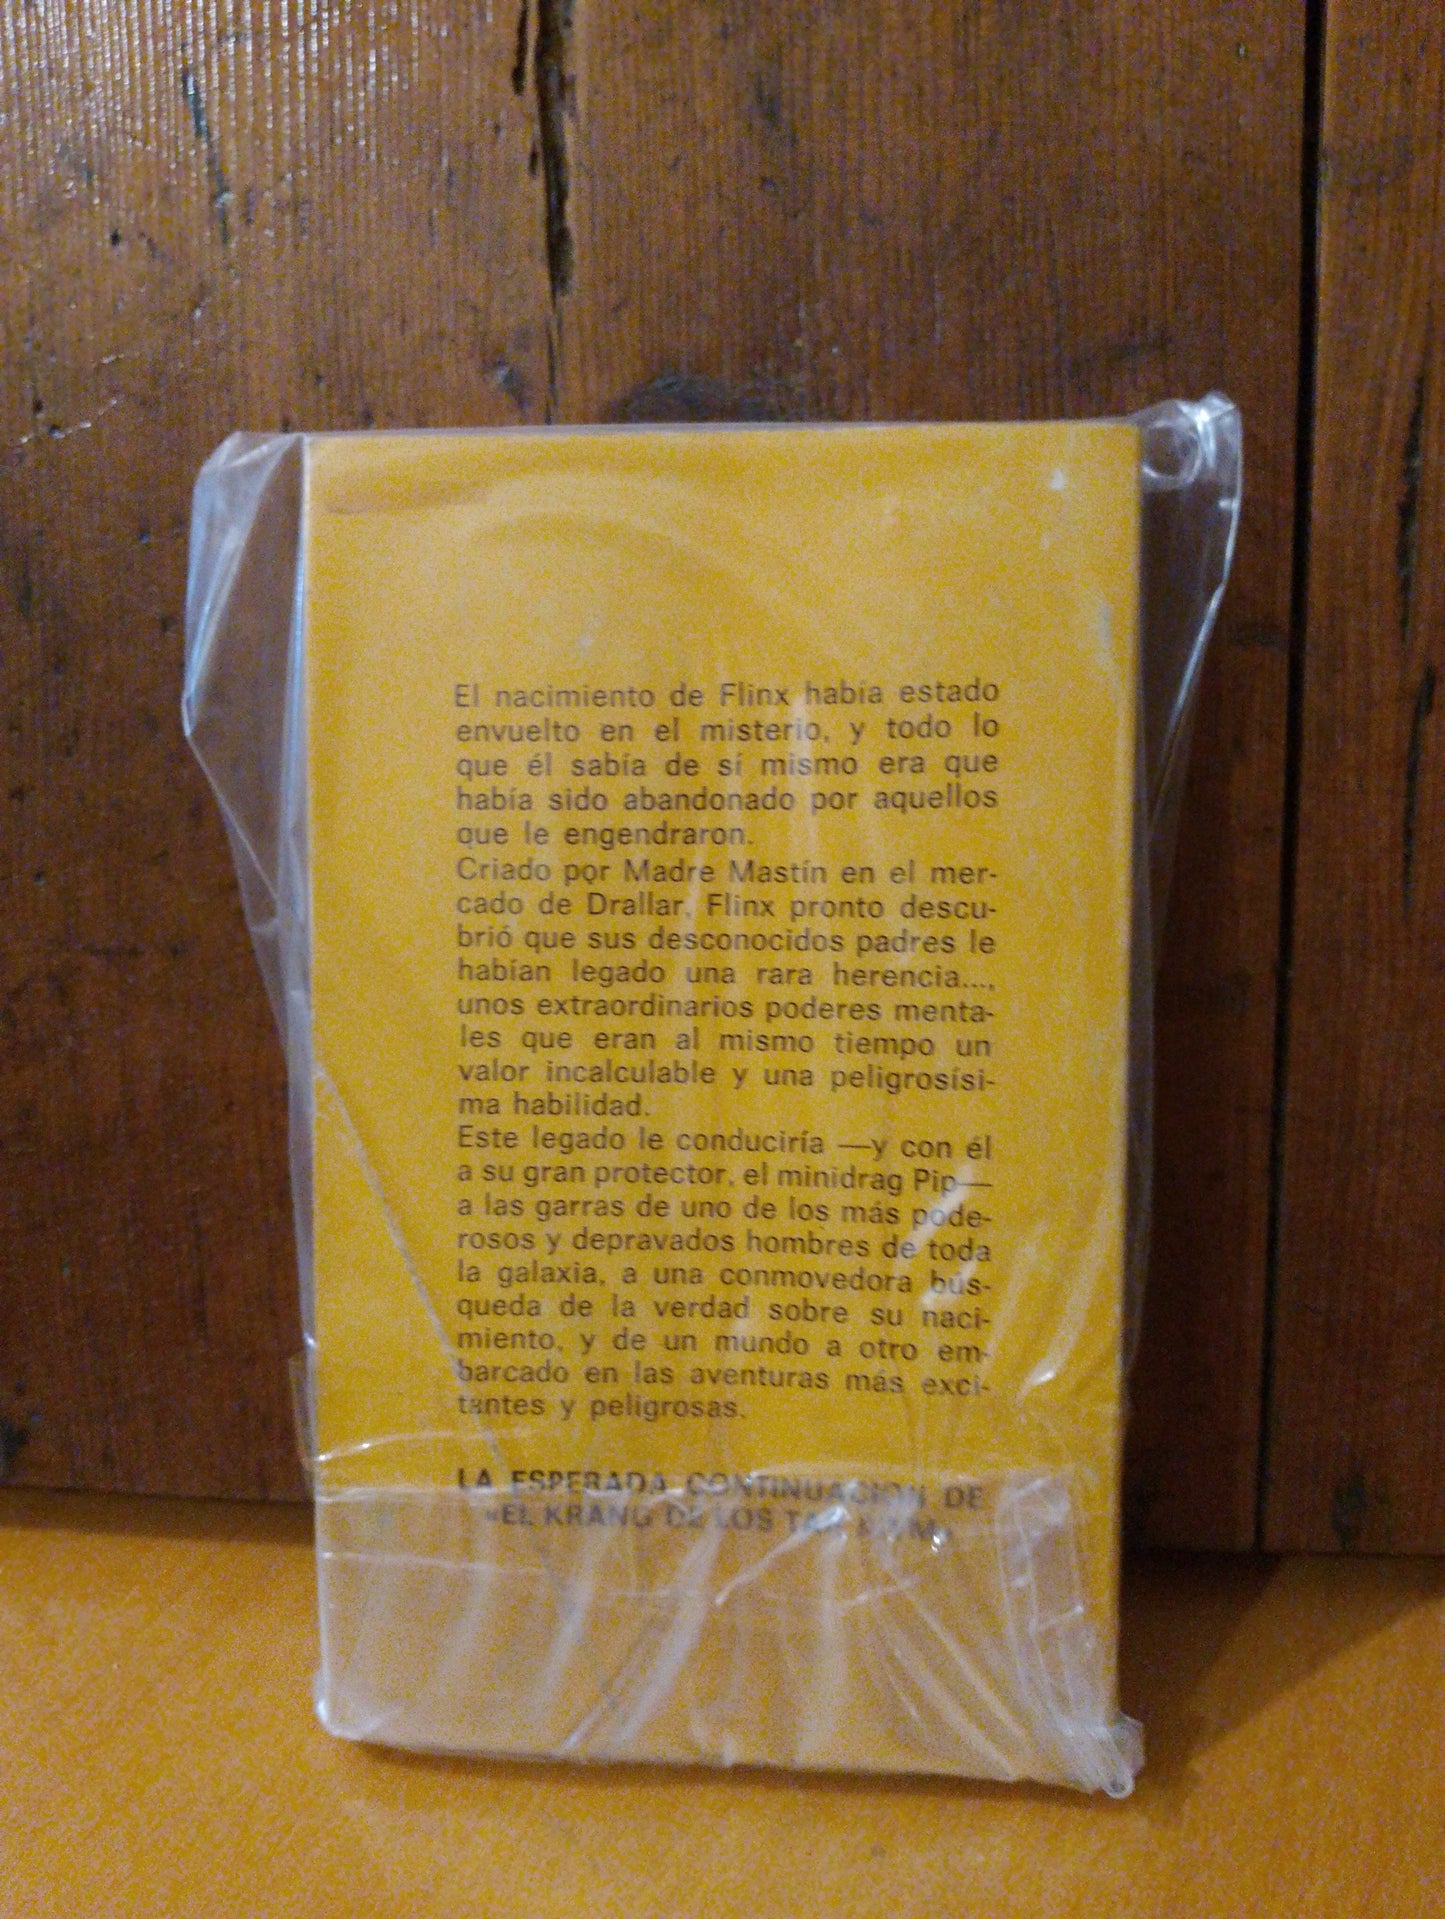 El nacimiento de Flinx había estado
envuelto en el misterio, y todo lo
que él sabía de sí mismo era que
había sido abandonado por aquellos
que le engendraron.
Criado por Madre Mastín en el mer-
cado de Drallar, Flinx pronto descu-
brió que sus desconocidos padres le
habían legado una rara herencia...,
unos extraordinarios poderes menta-
les que eran al mismo tiempo un
valor incalculable y una peligrosísi-
ma habilidad.
Este legado le conduciría —y con él
a su gran protector, el minidrag Pip—
a las garras de uno de los más pode-
rosos y depravados hombres de toda
la galaxia, a una conmovedora bús-
queda de la verdad sobre su naci-
miento, y de un mundo a otro em-
barcado en las aventuras más exci-
tantes y peligrosas.
LA ESPERADA CONTINUACION DE
«EL KRANG DE LOS TAR